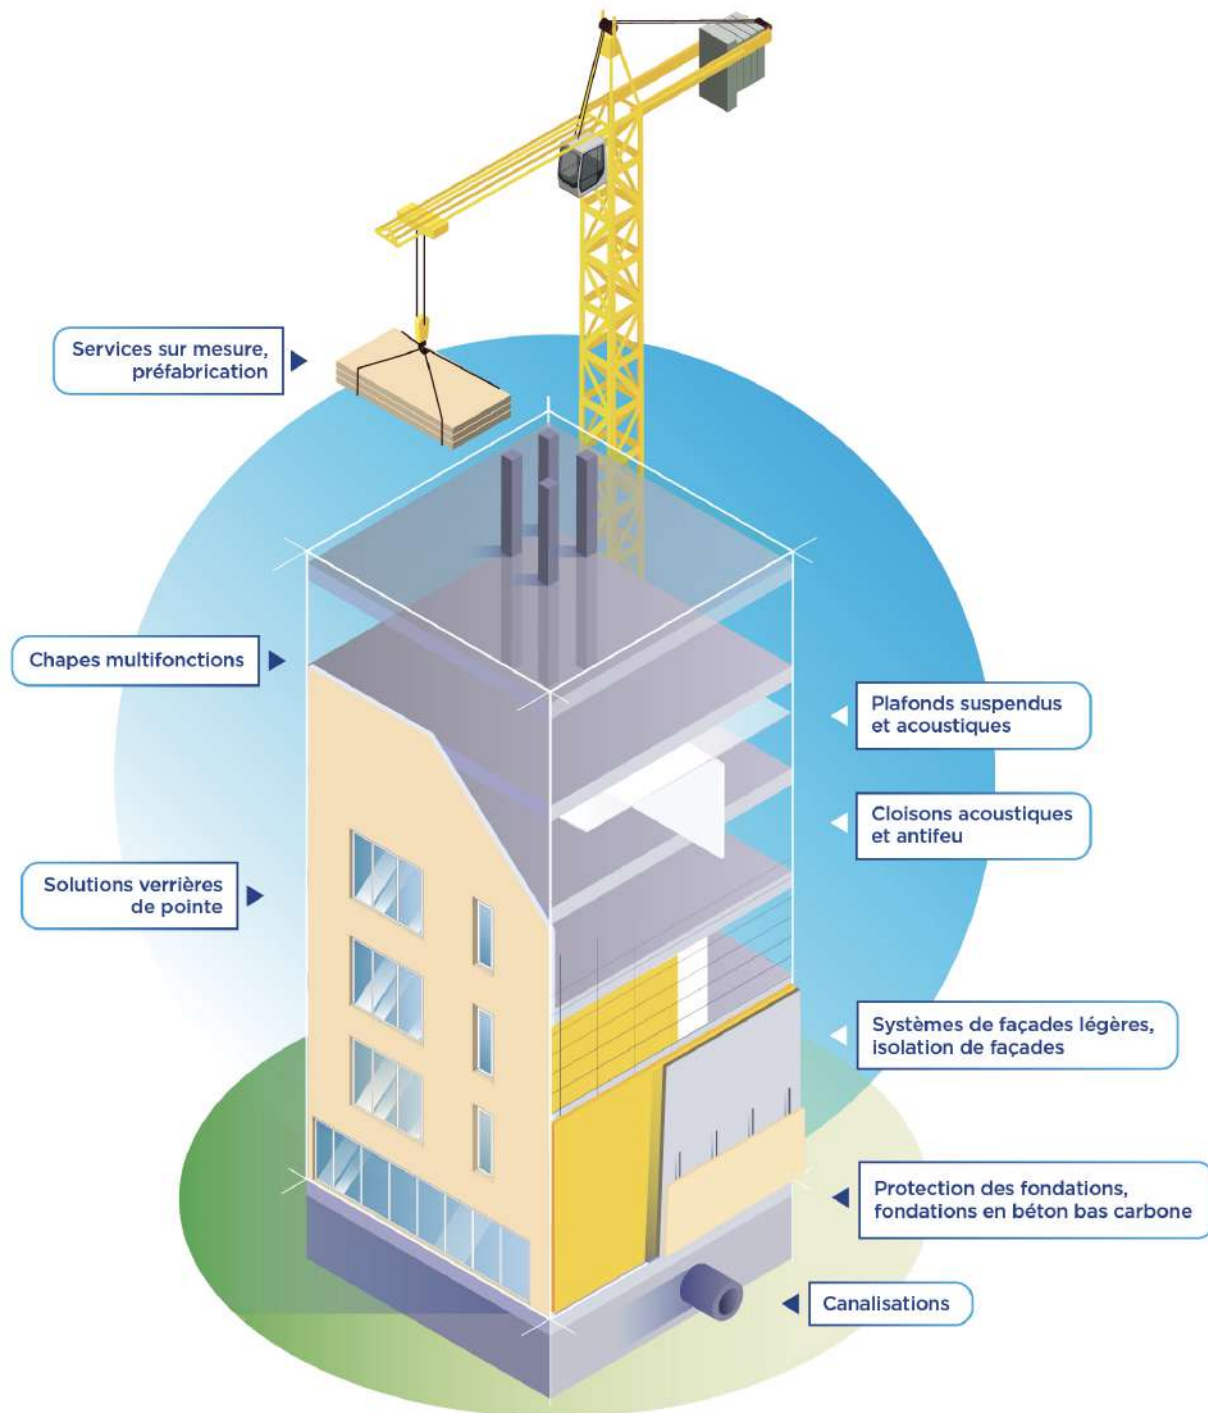 Services sur mesure,
préfabrication
Chapes multifonctions
Plafonds suspendus
et acoustiques
Cloisons acoustiques
et antifeu
Solutions verrières
de pointe
Systèmes de façades légères,
isolation de façades
Protection des fondations,
fondations en béton bas carbone
Canalisations